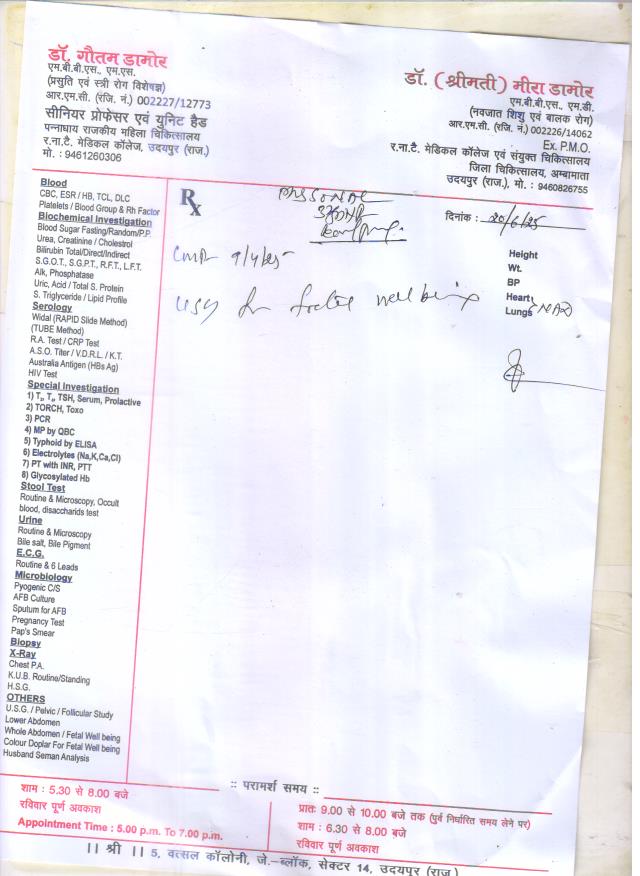 डॉ. गौतम डामोर
एम.बी.बी.एस., एम.एस.
(प्रसुति एवं स्त्री रोग विशेषज्ञ)
आर.एम.सी. (रजि. नं.) 002227/12773
सीनियर प्रोफेसर एवं युनिट हैड
पन्नाधाय राजकीय महिला चिकित्सालय
र.ना.टै. मेडिकल कॉलेज, उदयपुर (राज.)
मो. : 9461260306
डॉ. (श्रीमती) मीरा डामोर
एम.बी.बी.एस., एम.डी.
(नवजात शिशु एवं बालक रोग)
आर.एम.सी. (रजि. नं.) 002226/14062
Ex. P.M.O.
र.ना.टै. मेडिकल कॉलेज एवं संयुक्त चिकित्सालय
जिला चिकित्सालय, अम्बामाता
उदयपुर (राज.), मो. : 9460826755
Blood
CBC, ESR / HB, TCL, DLC
Platelets / Blood Group & Rh Factor
Biochemical Investigation
Blood Sugar Fasting/Random/P.P.
Urea, Creatinine / Cholestrol
Bilirubin Total/Direct/Indirect
S.G.O.T., S.G.P.T., R.F.T., L.F.T.
Alk, Phosphatase
Uric, Acid / Total S. Protein
S. Triglyceride / Lipid Profile
Serology
Widal (RAPID Slide Method)
(TUBE Method)
R.A. Test / CRP Test
A.S.O. Titer / V.D.R.L. / K.T.
Australia Antigen (HBs Ag)
HIV Test
Special Investigation
1) T₃, T₄, TSH, Serum, Prolactive
2) TORCH, Toxo
3) PCR
4) MP by QBC
5) Typhoid by ELISA
6) Electrolytes (Na,K,Ca,Cl)
7) PT with INR, PTT
8) Glycosylated Hb
Stool Test
Routine & Microscopy, Occult
blood, disaccharids test
Urine
Routine & Microscopy
Bile salt, Bile Pigment
E.C.G.
Routine & 6 Leads
Microbiology
Pyogenic C/S
AFB Culture
Sputum for AFB
Pregnancy Test
Pap's Smear
Biopsy
X-Ray
Chest P.A.
K.U.B. Routine/Standing
H.S.G.
OTHERS
U.S.G. / Pelvic / Follicular Study
Lower Abdomen
Whole Abdomen / Fetal Well being
Colour Doplar For Fetal Well being
Husband Seman Analysis
Rx
दिनांक : 20/6/25
LMP 9/4/25
USG for foetal well being
Height
Wt.
BP
Heart
Lungs NAD
:: परामर्श समय ::
शाम : 5.30 से 8.00 बजे
रविवार पूर्ण अवकाश
Appointment Time : 5.00 p.m. To 7.00 p.m.
प्रातः 9.00 से 10.00 बजे तक (पुर्व निर्धारित समय लेने पर)
शाम : 6.30 से 8.00 बजे
रविवार पूर्ण अवकाश
|| श्री || 5, वत्सल कॉलोनी, जे.–ब्लॉक, सेक्टर 14, उदयपुर (राज.)